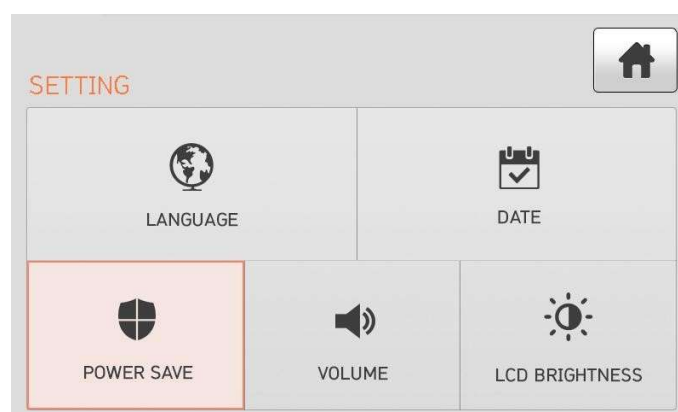 SETTING
LANGUAGE
DATE
POWER SAVE
VOLUME
LCD BRIGHTNESS